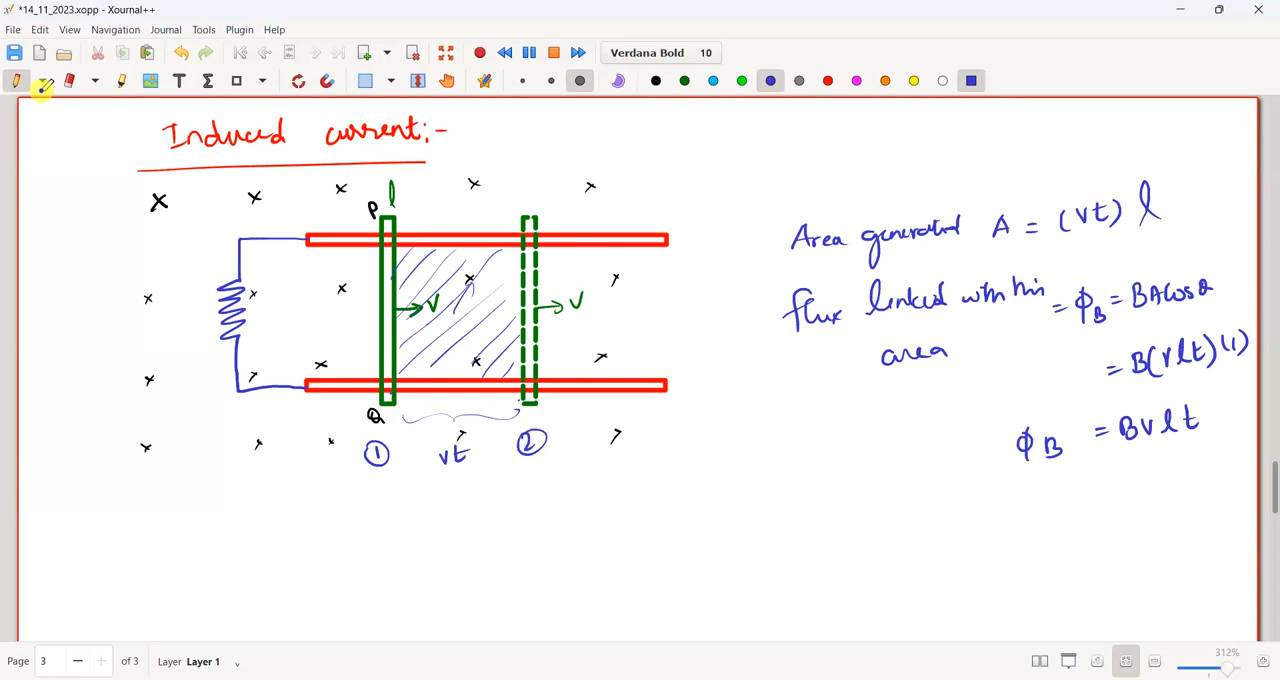 *14_11_2023.xopp - Xournal++
File Edit View Navigation Journal Tools Plugin Help
Verdana Bold 10
Induced current:-
x x x x x
P l
Area generated A = (vt) l
x x x x x
v v
flux linked with this = ϕB = BA cos θ
area
= B(vlt)(1)
x x x x x
Q
① vt ②
ϕB = Bvlt
x
Page 3 of 3 Layer Layer 1
312%